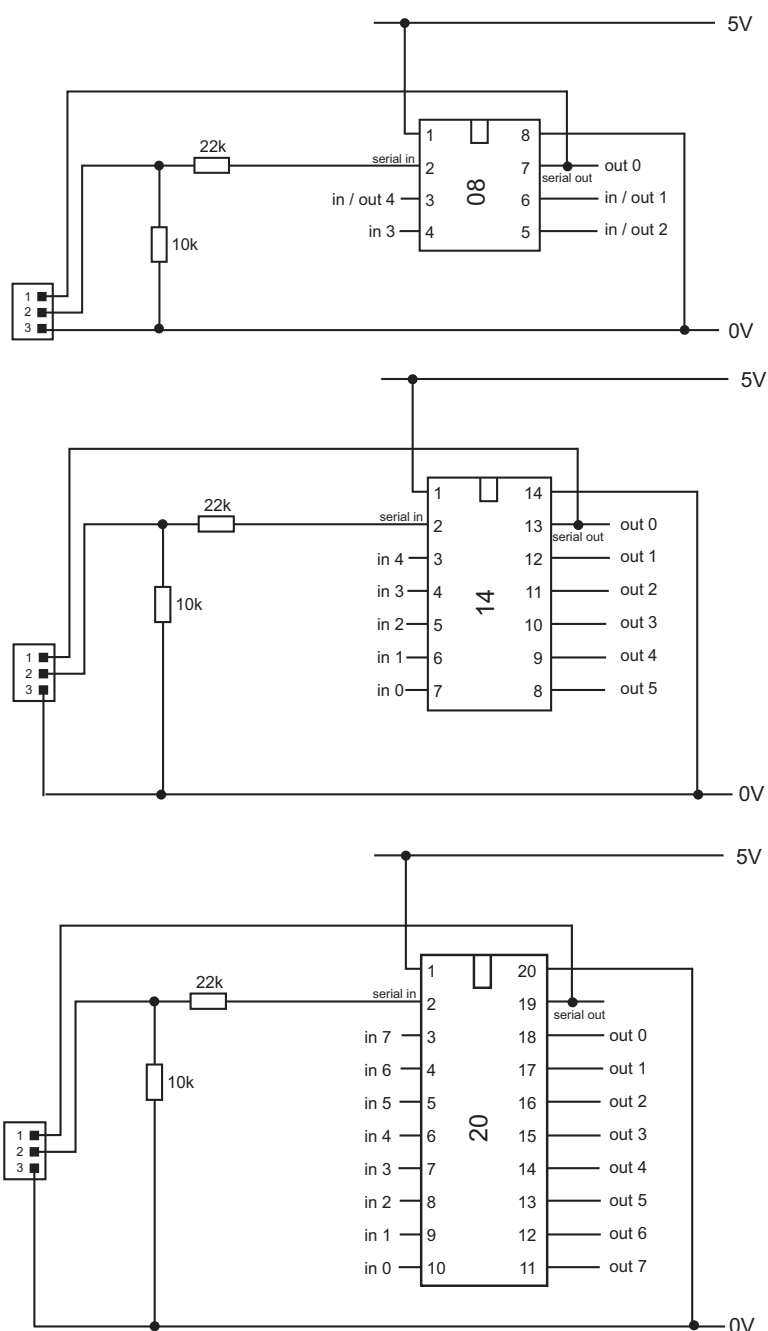 5V
1 8
22k
serial in 2 7 out 0
serial out
in / out 4 3 6 in / out 1
08
in 3 4 5 in / out 2
10k
1
2
3
0V
5V
1 14
22k
serial in 2 13 out 0
serial out
in 4 3 12 out 1
in 3 4 11 out 2
14
10k
in 2 5 10 out 3
in 1 6 9 out 4
in 0 7 8 out 5
1
2
3
0V
5V
1 20
22k
serial in 2 19
serial out
in 7 3 18 out 0
in 6 4 17 out 1
10k
in 5 5 16 out 2
in 4 6 15 out 3
20
in 3 7 14 out 4
in 2 8 13 out 5
in 1 9 12 out 6
in 0 10 11 out 7
1
2
3
0V